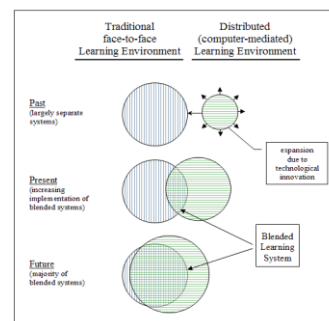 Traditional
face-to-face
Learning Environment
Distributed
(computer-mediated)
Learning Environment
Past
(largely separate
systems)
expansion
due to
technological
innovation
Present
(increasing
implementation of
blended systems)
Blended
Learning
System
Future
(majority of
blended systems)